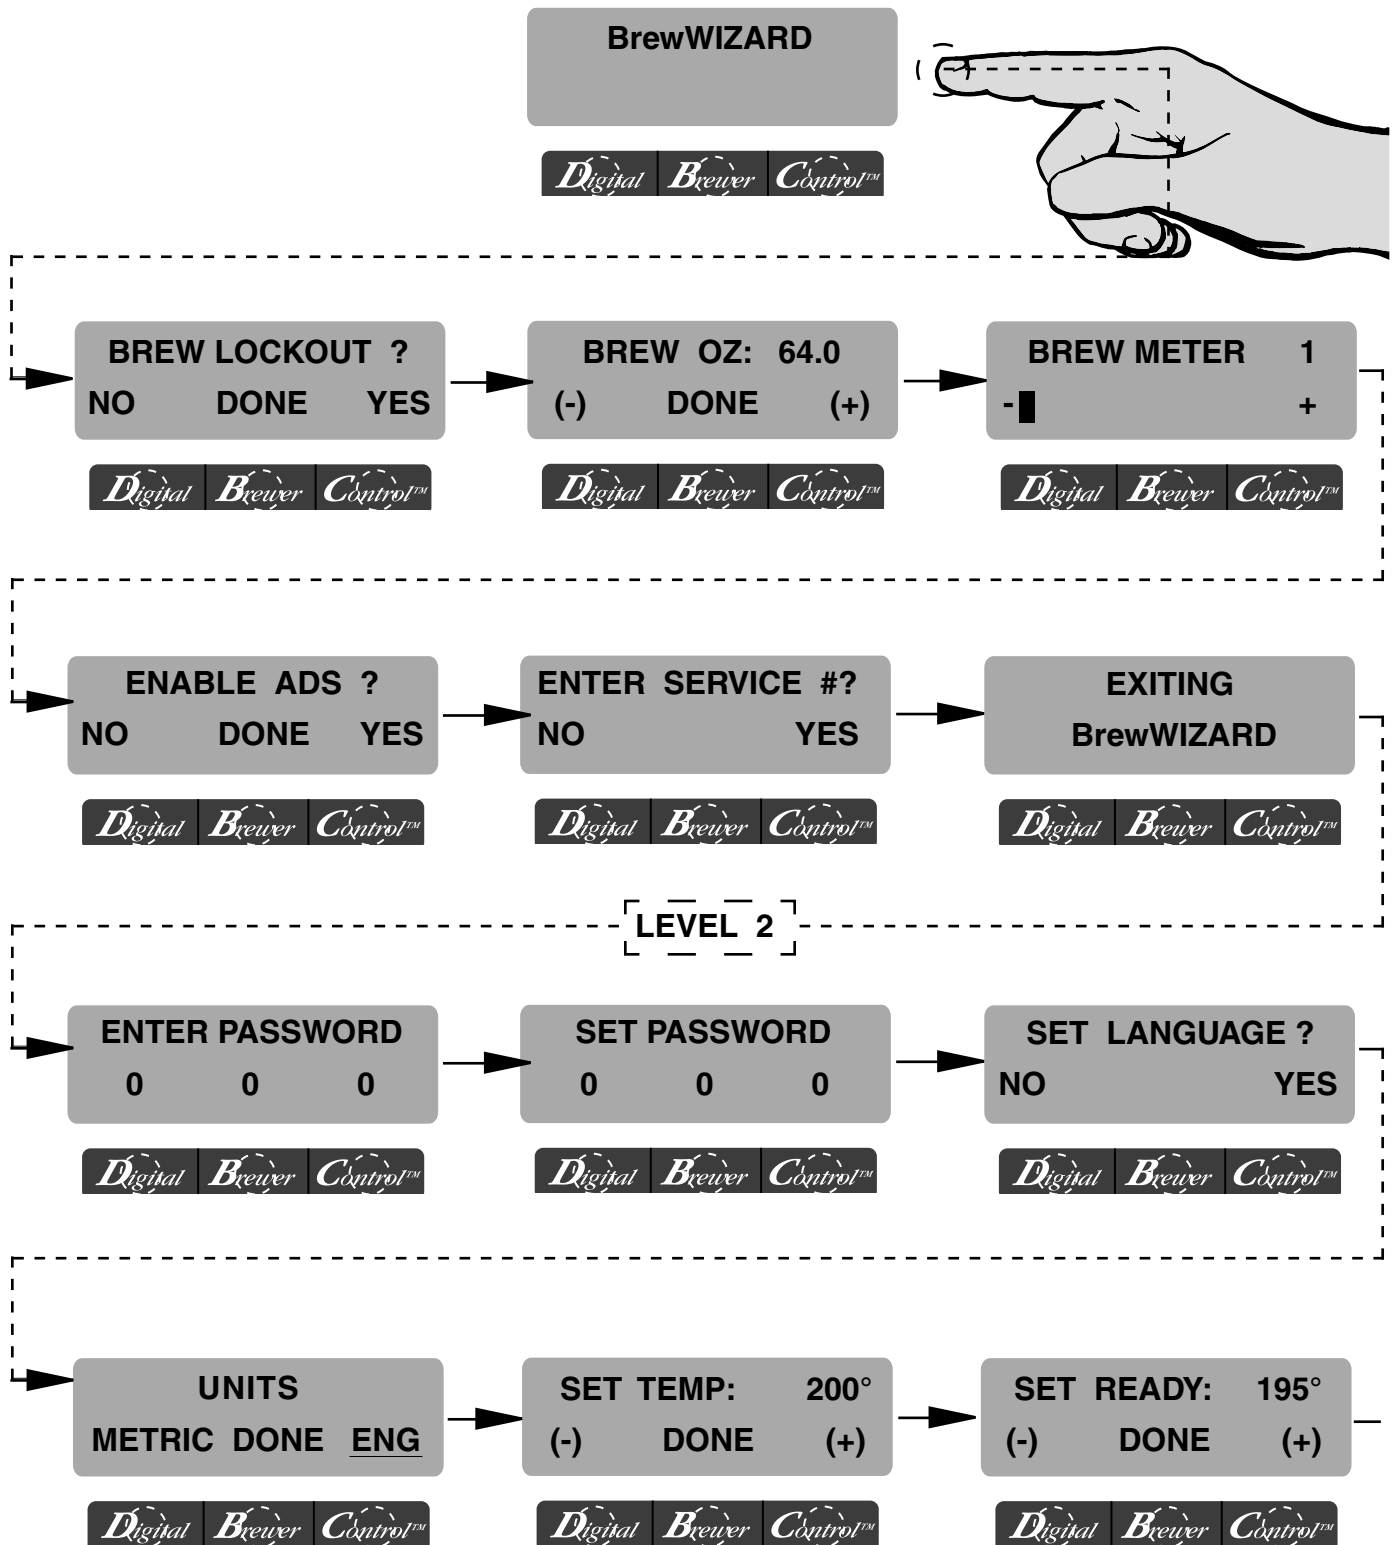 BrewWIZARD
Digital Brewer Control™
BREW LOCKOUT ?
NO DONE YES
Digital Brewer Control™
BREW OZ: 64.0
(-) DONE (+)
Digital Brewer Control™
BREW METER 1
- +
Digital Brewer Control™
ENABLE ADS ?
NO DONE YES
Digital Brewer Control™
ENTER SERVICE #?
NO YES
Digital Brewer Control™
EXITING
BrewWIZARD
Digital Brewer Control™
LEVEL 2
ENTER PASSWORD
0 0 0
Digital Brewer Control™
SET PASSWORD
0 0 0
Digital Brewer Control™
SET LANGUAGE ?
NO YES
Digital Brewer Control™
UNITS
METRIC DONE ENG
Digital Brewer Control™
SET TEMP: 200°
(-) DONE (+)
Digital Brewer Control™
SET READY: 195°
(-) DONE (+)
Digital Brewer Control™